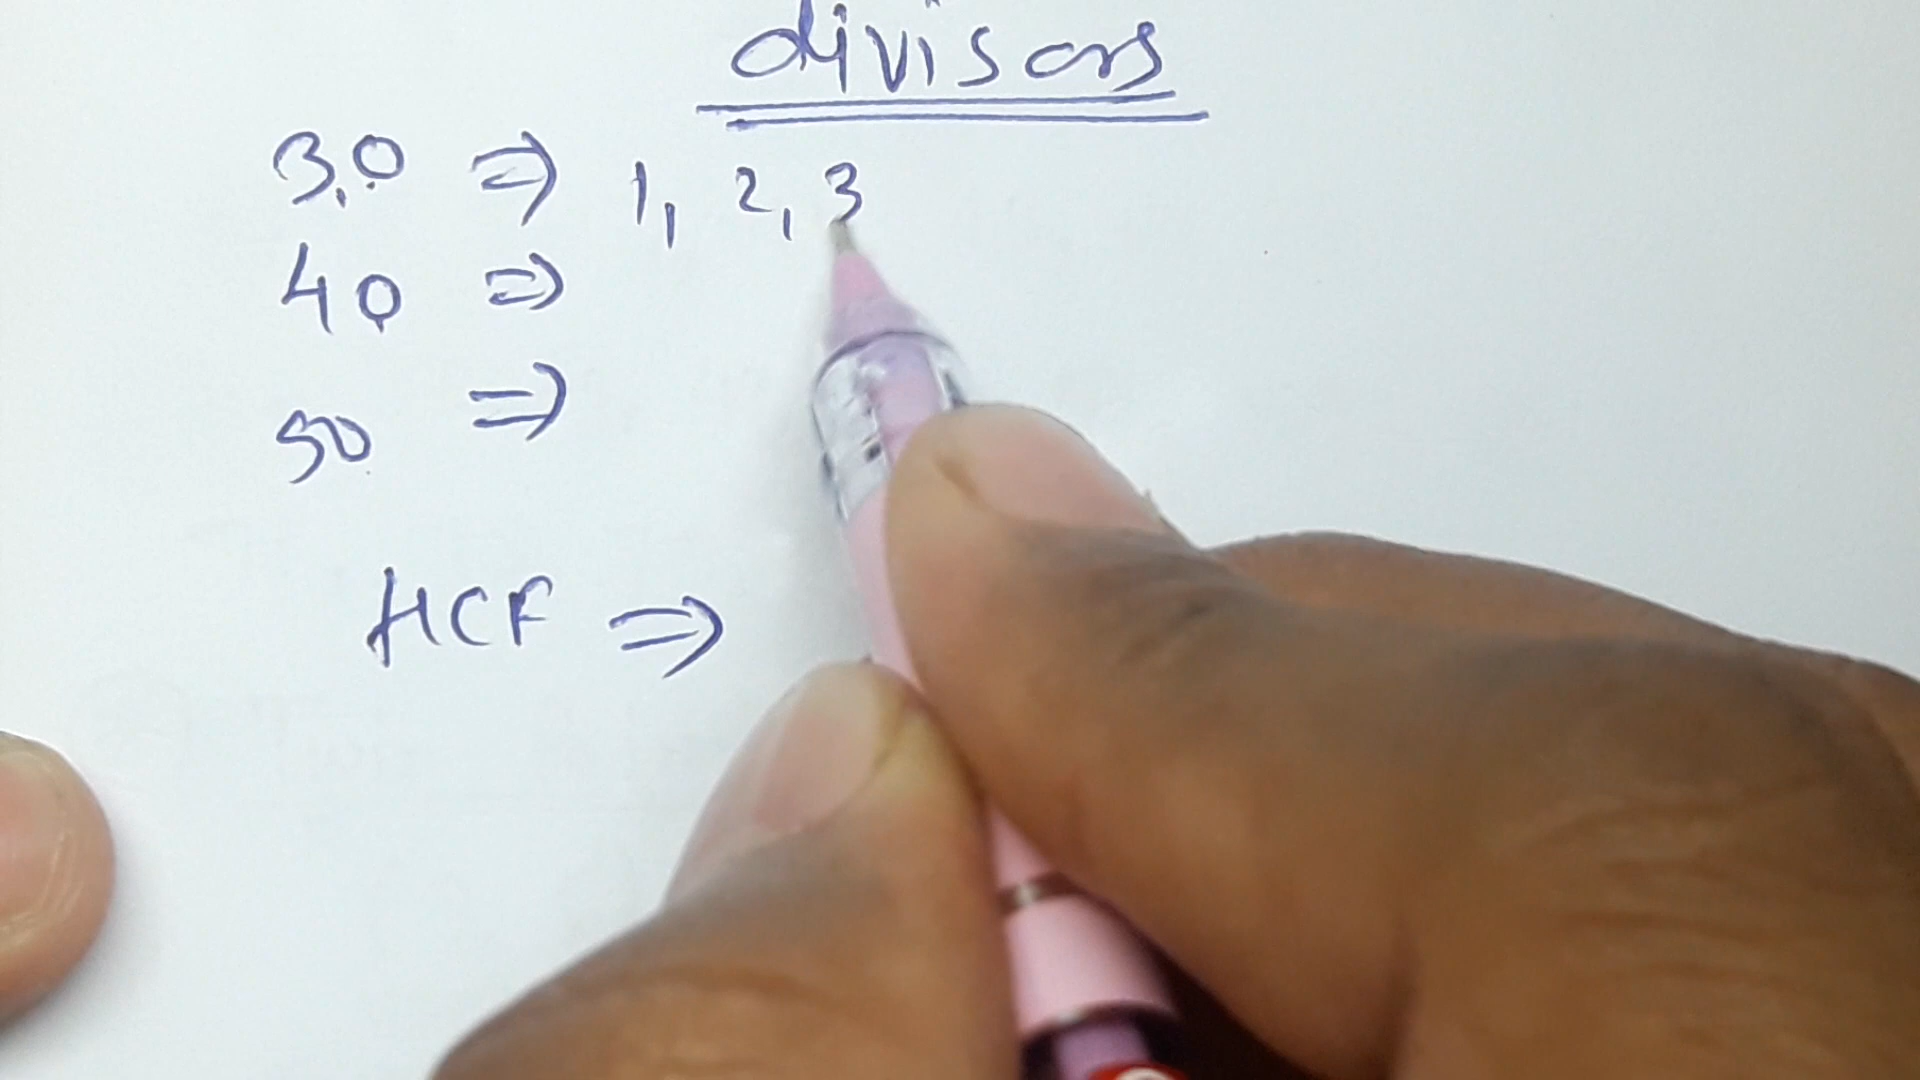 divisors
30 ⇒ 1, 2, 3
40 ⇒
50 ⇒
HCF ⇒